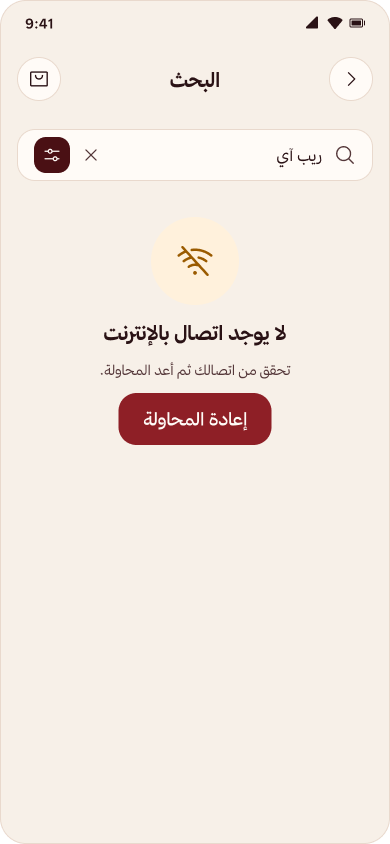 9:41
البحث
ريب آي
لا يوجد اتصال بالإنترنت
تحقق من اتصالك ثم أعد المحاولة.
إعادة المحاولة